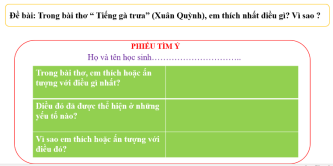 Đề bài: Trong bài thơ “ Tiếng gà trưa” (Xuân Quỳnh), em thích nhất điều gì? Vì sao ?
PHIẾU TÌM Ý
Họ và tên học sinh…………………………..
Trong bài thơ, em thích hoặc ấn
tượng với điều gì nhất?
Điều đó đã được thể hiện ở những
yếu tố nào?
Vì sao em thích hoặc ấn tượng với
điều đó?